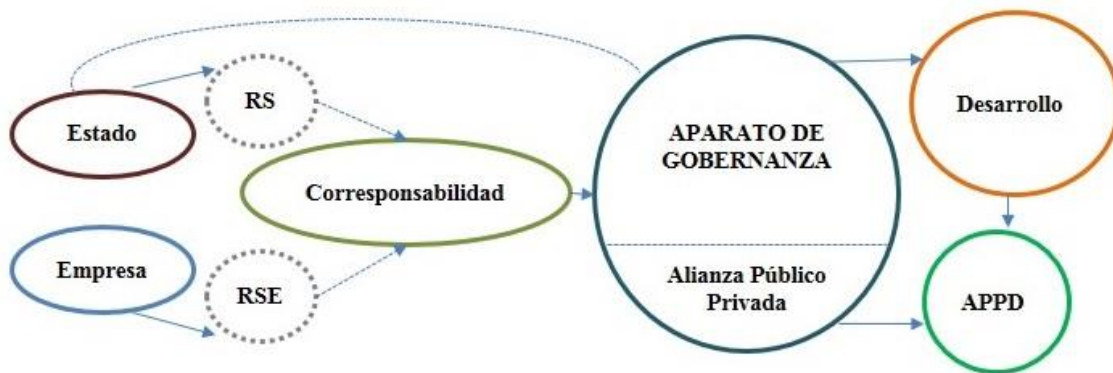 Estado
RS
Empresa
RSE
Corresponsabilidad
APARATO DE
GOBERNANZA
Alianza Público
Privada
Desarrollo
APPD